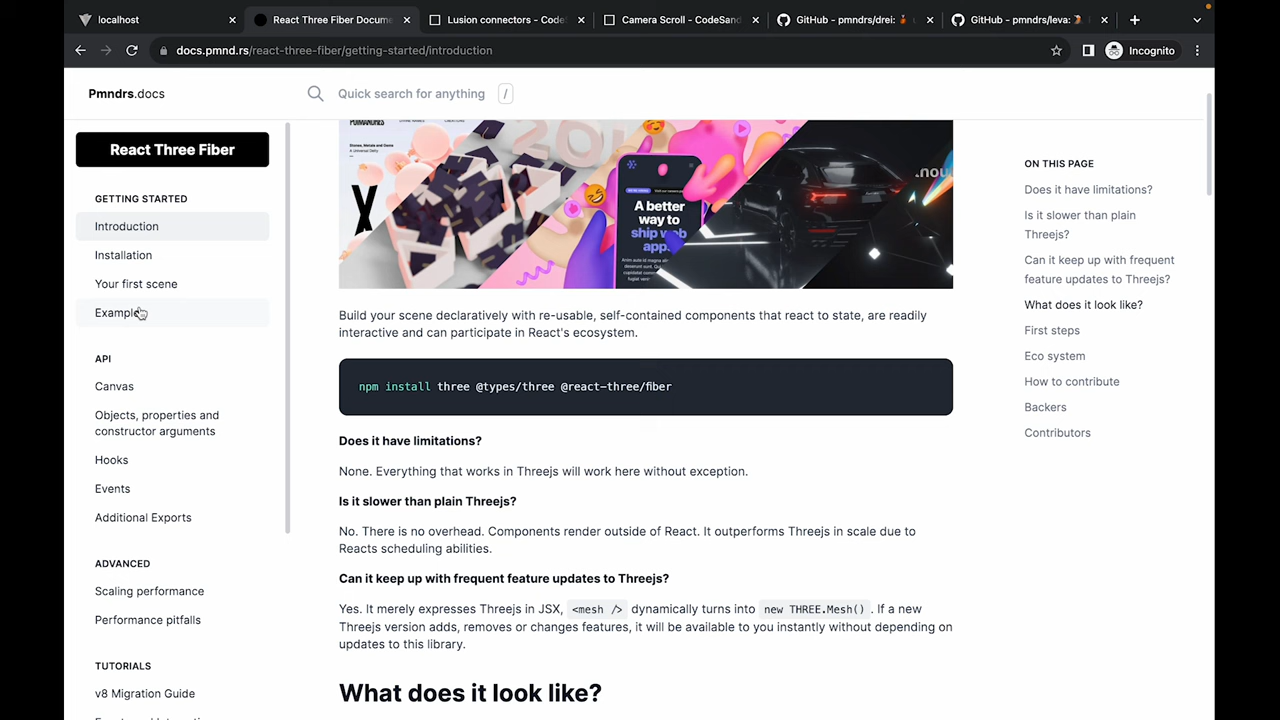 localhost
React Three Fiber Docume
Lusion connectors - CodeS
Camera Scroll - CodeSand
GitHub - pmndrs/drei:
GitHub - pmndrs/leva:
docs.pmnd.rs/react-three-fiber/getting-started/introduction
Incognito
Pmndrs.docs
Quick search for anything /
React Three Fiber
GETTING STARTED
Introduction
Installation
Your first scene
Example
API
Canvas
Objects, properties and
constructor arguments
Hooks
Events
Additional Exports
ADVANCED
Scaling performance
Performance pitfalls
TUTORIALS
v8 Migration Guide
X
A better
way to
ship web
app.
Build your scene declaratively with re-usable, self-contained components that react to state, are readily
interactive and can participate in React's ecosystem.
npm install three @types/three @react-three/fiber
Does it have limitations?
None. Everything that works in Threejs will work here without exception.
Is it slower than plain Threejs?
No. There is no overhead. Components render outside of React. It outperforms Threejs in scale due to
Reacts scheduling abilities.
Can it keep up with frequent feature updates to Threejs?
Yes. It merely expresses Threejs in JSX, <mesh /> dynamically turns into new THREE.Mesh() . If a new
Threejs version adds, removes or changes features, it will be available to you instantly without depending on
updates to this library.
What does it look like?
ON THIS PAGE
Does it have limitations?
Is it slower than plain
Threejs?
Can it keep up with frequent
feature updates to Threejs?
What does it look like?
First steps
Eco system
How to contribute
Backers
Contributors